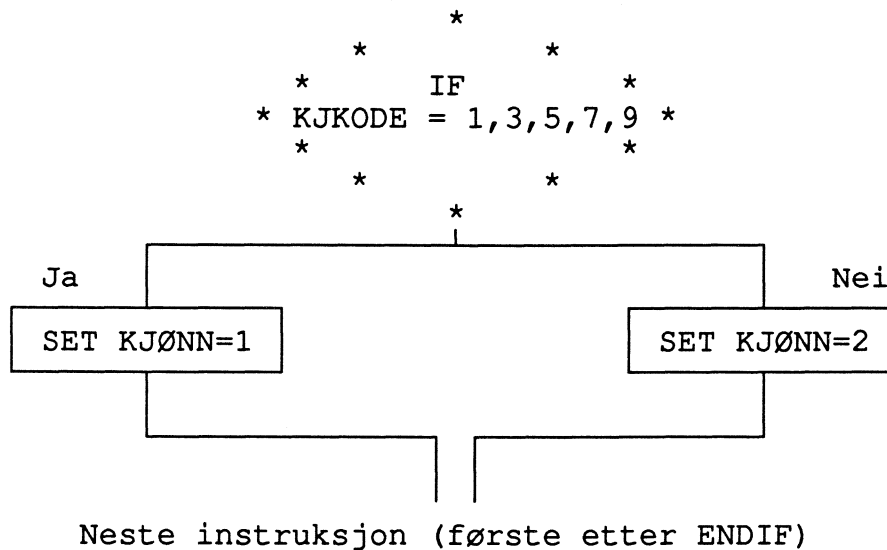 IF
KJKODE = 1,3,5,7,9
Ja
Nei
SET KJØNN=1
SET KJØNN=2
Neste instruksjon (første etter ENDIF)